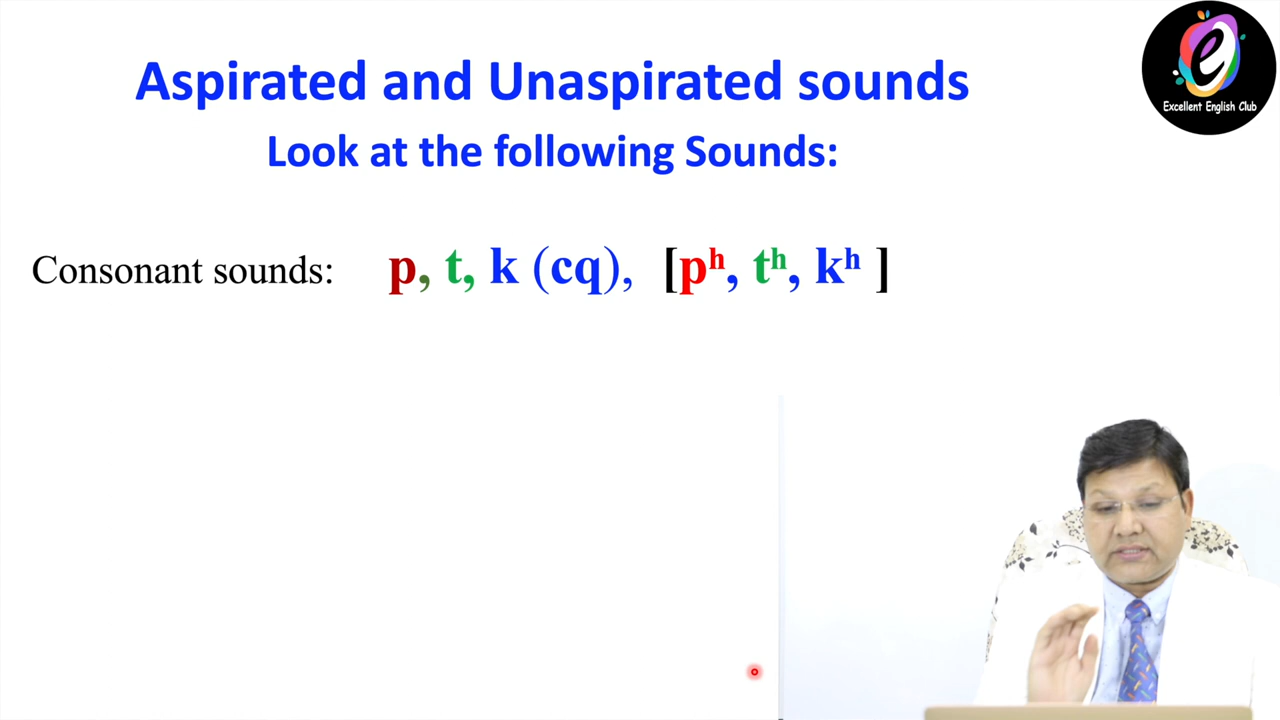 Aspirated and Unaspirated sounds
Look at the following Sounds:
Consonant sounds: p, t, k (cq), [pʰ, tʰ, kʰ ]
e
Excellent English Club